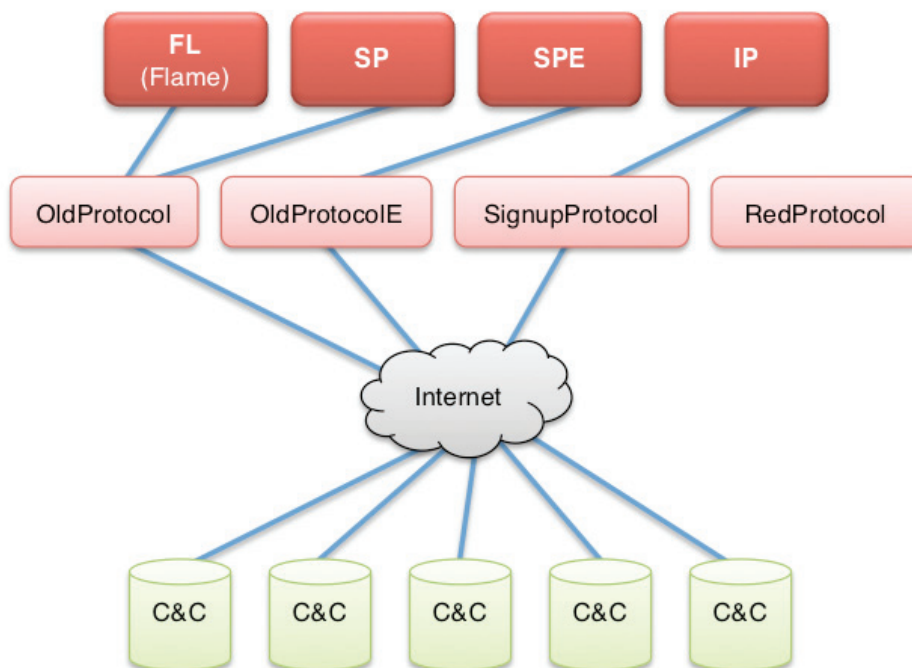 FL
(Flame)
SP
SPE
IP
OldProtocol
OldProtocolE
SignupProtocol
RedProtocol
Internet
C&C
C&C
C&C
C&C
C&C